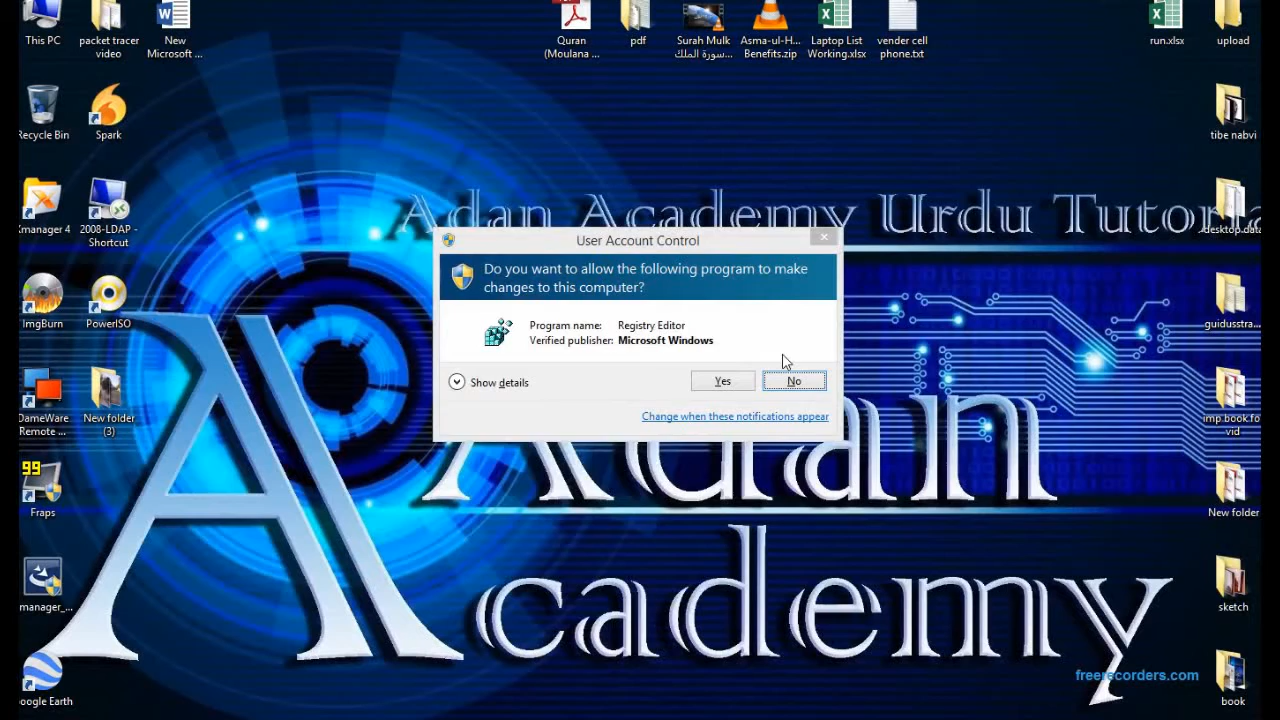 This PC
packet tracer
video
New
Microsoft ...
Quran
(Moulana ...
pdf
Surah Mulk
سورة الملك...
Asma-ul-H...
Benefits.zip
Laptop List
Working.xlsx
vender cell
phone.txt
run.xlsx
upload
Recycle Bin
Spark
tibe nabvi
Adan Academy Urdu Tutoria
Xmanager 4
2008-LDAP -
Shortcut
desktop.data
User Account Control
Do you want to allow the following program to make
changes to this computer?
Program name: Registry Editor
Verified publisher: Microsoft Windows
Show details
Yes
No
Change when these notifications appear
ImgBurn
PowerISO
guidusstra...
DameWare
Remote ...
New folder
(3)
imp.book fo
vid
Adan
Academy
99
Fraps
New folder
manager_...
sketch
oogle Earth
book
freerecorders.com